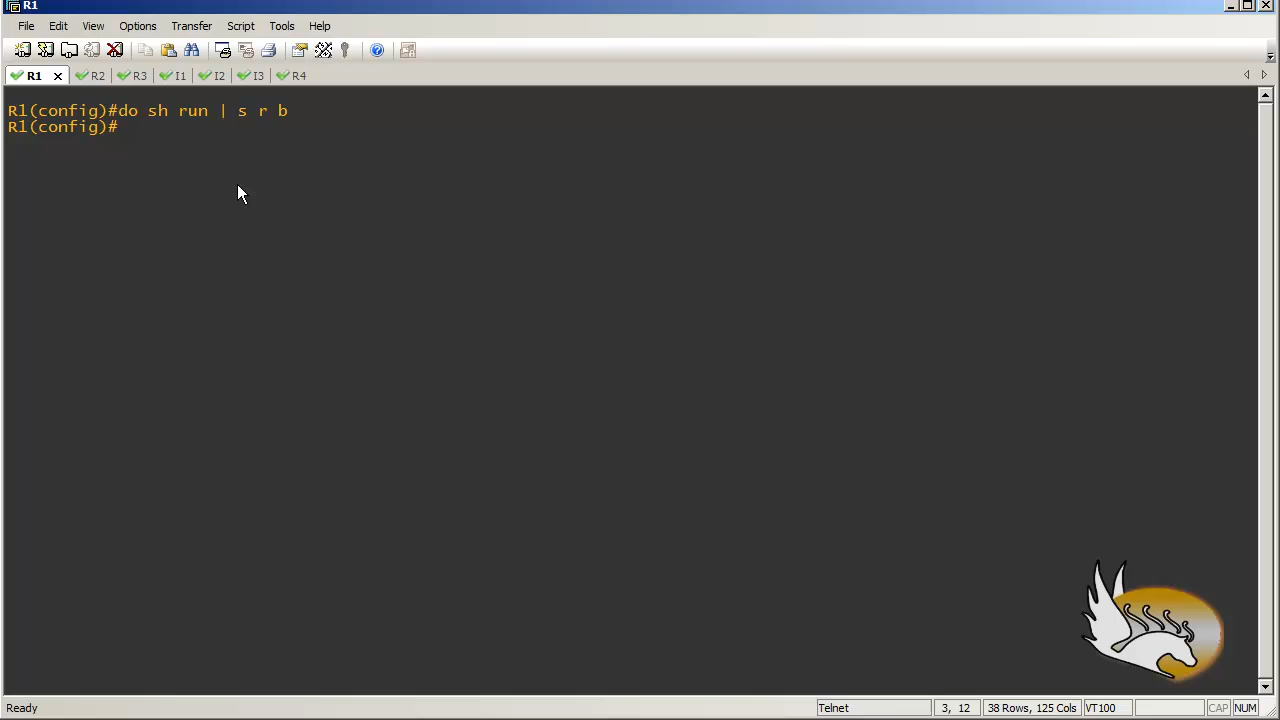 R1
File Edit View Options Transfer Script Tools Help
R1 R2 R3 I1 I2 I3 R4
R1(config)#do sh run | s r b
R1(config)#
Ready Telnet 3, 12 38 Rows, 125 Cols VT100 CAP NUM